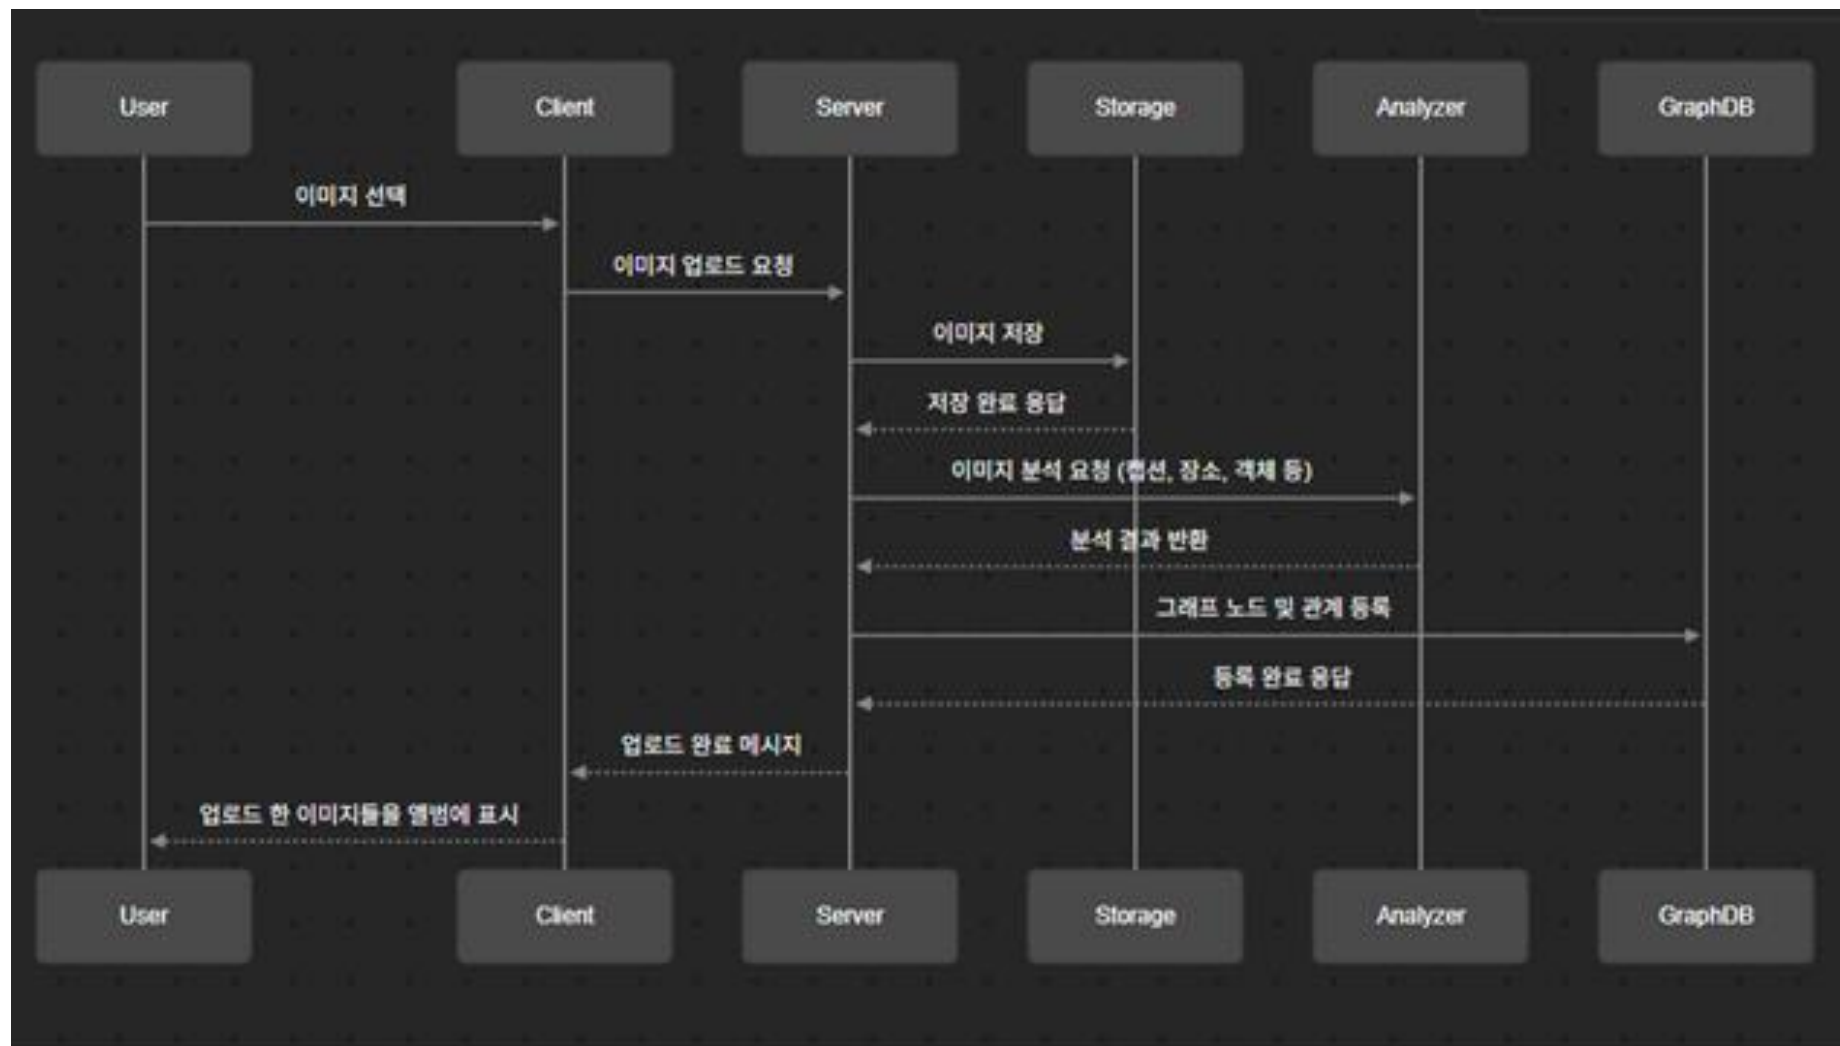 User Client Server Storage Analyzer GraphDB
이미지 선택
이미지 업로드 요청
이미지 저장
저장 완료 응답
이미지 분석 요청 (캡션, 장소, 객체 등)
분석 결과 반환
그래프 노드 및 관계 등록
등록 완료 응답
업로드 완료 메시지
업로드 한 이미지들을 앨범에 표시
User Client Server Storage Analyzer GraphDB